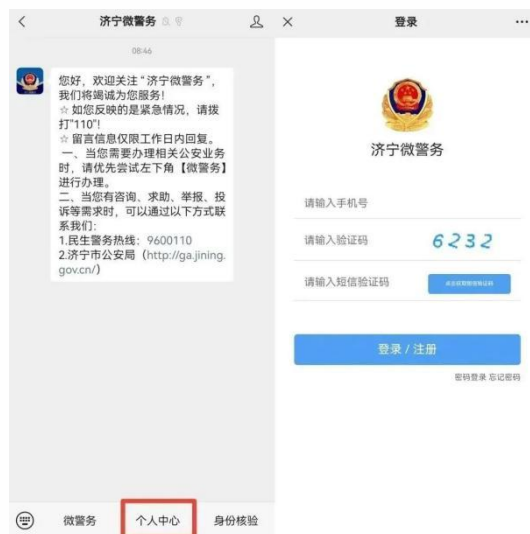 济宁微警务
08:46
您好，欢迎关注“济宁微警务”，
我们将竭诚为您服务！
☆如您反映的是紧急情况，请拨
打“110”！
☆留言信息仅限工作日内回复。
一、当您需要办理相关公安业务
时，请优先尝试左下角【微警务】
进行办理。
二、当您有咨询、求助、举报、投
诉等需求时，可以通过以下方式联
系我们：
1.民生警务热线：9600110
2.济宁市公安局（http://ga.jining.
gov.cn/）
微警务
个人中心
身份核验
登录
济宁微警务
请输入手机号
请输入验证码
6232
请输入短信验证码
点击获取短信验证码
登录 / 注册
密码登录 忘记密码